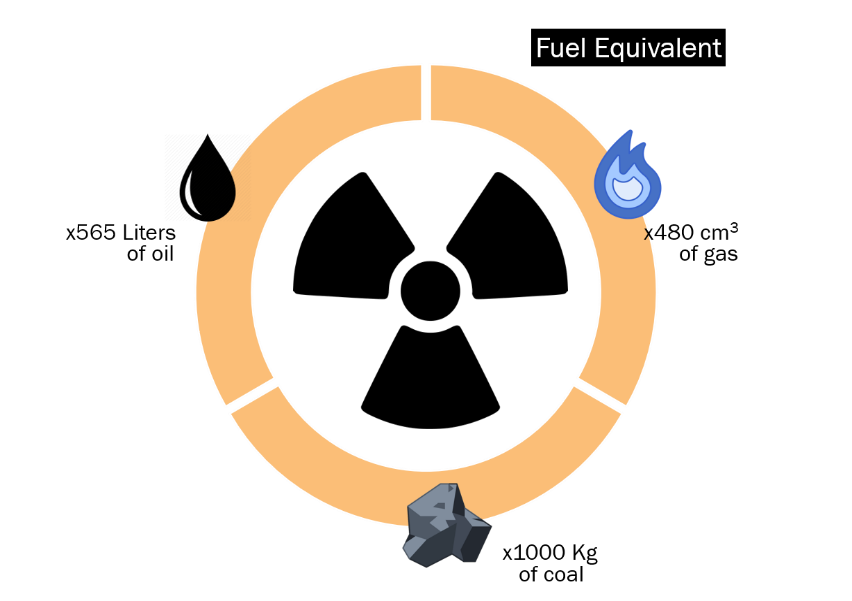 Fuel Equivalent
x565 Liters
of oil
x480 cm³
of gas
x1000 Kg
of coal